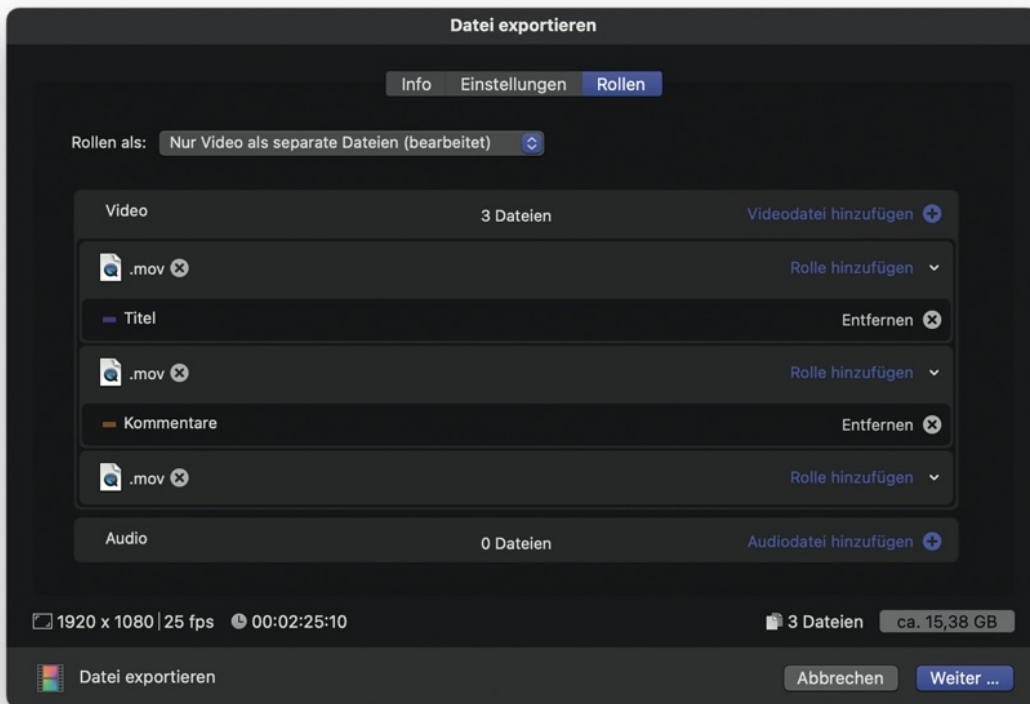 Datei exportieren
Info Einstellungen Rollen
Rollen als: Nur Video als separate Dateien (bearbeitet)
Video 3 Dateien Videodatei hinzufügen
.mov Rolle hinzufügen
Titel Entfernen
.mov Rolle hinzufügen
Kommentare Entfernen
.mov Rolle hinzufügen
Audio 0 Dateien Audiodatei hinzufügen
1920 x 1080 | 25 fps 00:02:25:10 3 Dateien ca. 15,38 GB
Datei exportieren Abbrechen Weiter ...